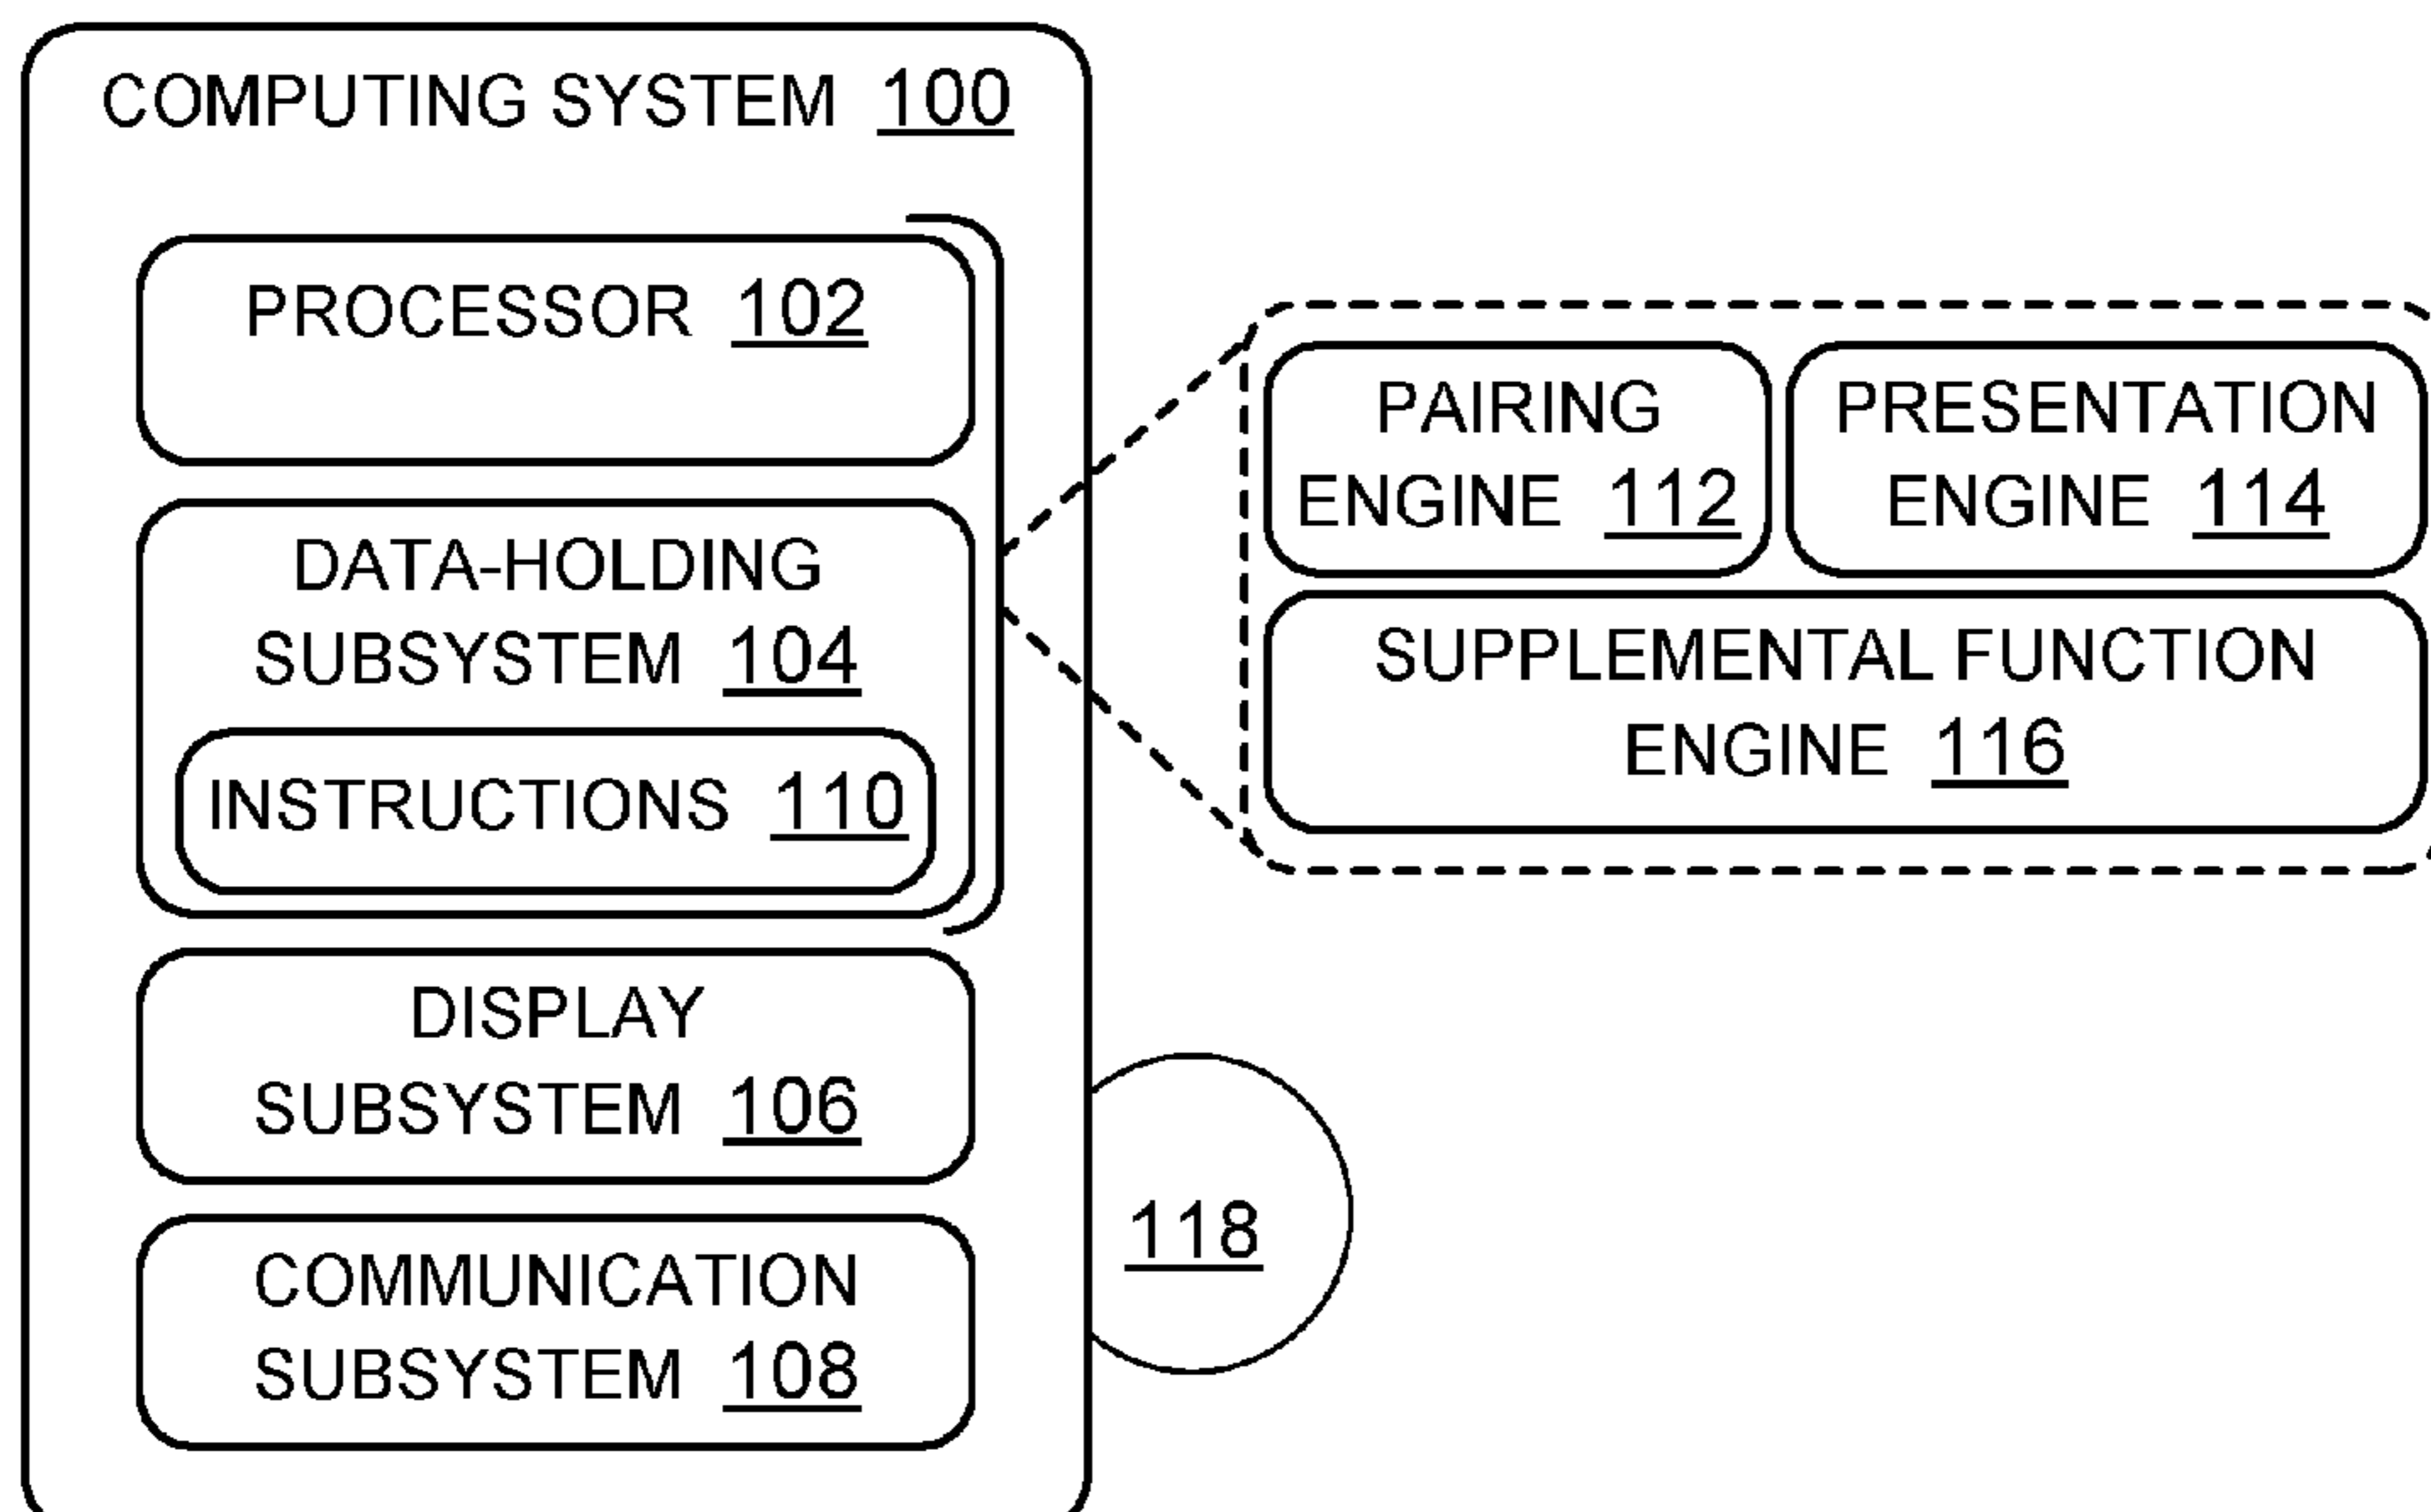 COMPUTING SYSTEM 100
PROCESSOR 102
DATA-HOLDING
SUBSYSTEM 104
INSTRUCTIONS 110
DISPLAY
SUBSYSTEM 106
COMMUNICATION
SUBSYSTEM 108
PAIRING
ENGINE 112
PRESENTATION
ENGINE 114
SUPPLEMENTAL FUNCTION
ENGINE 116
118